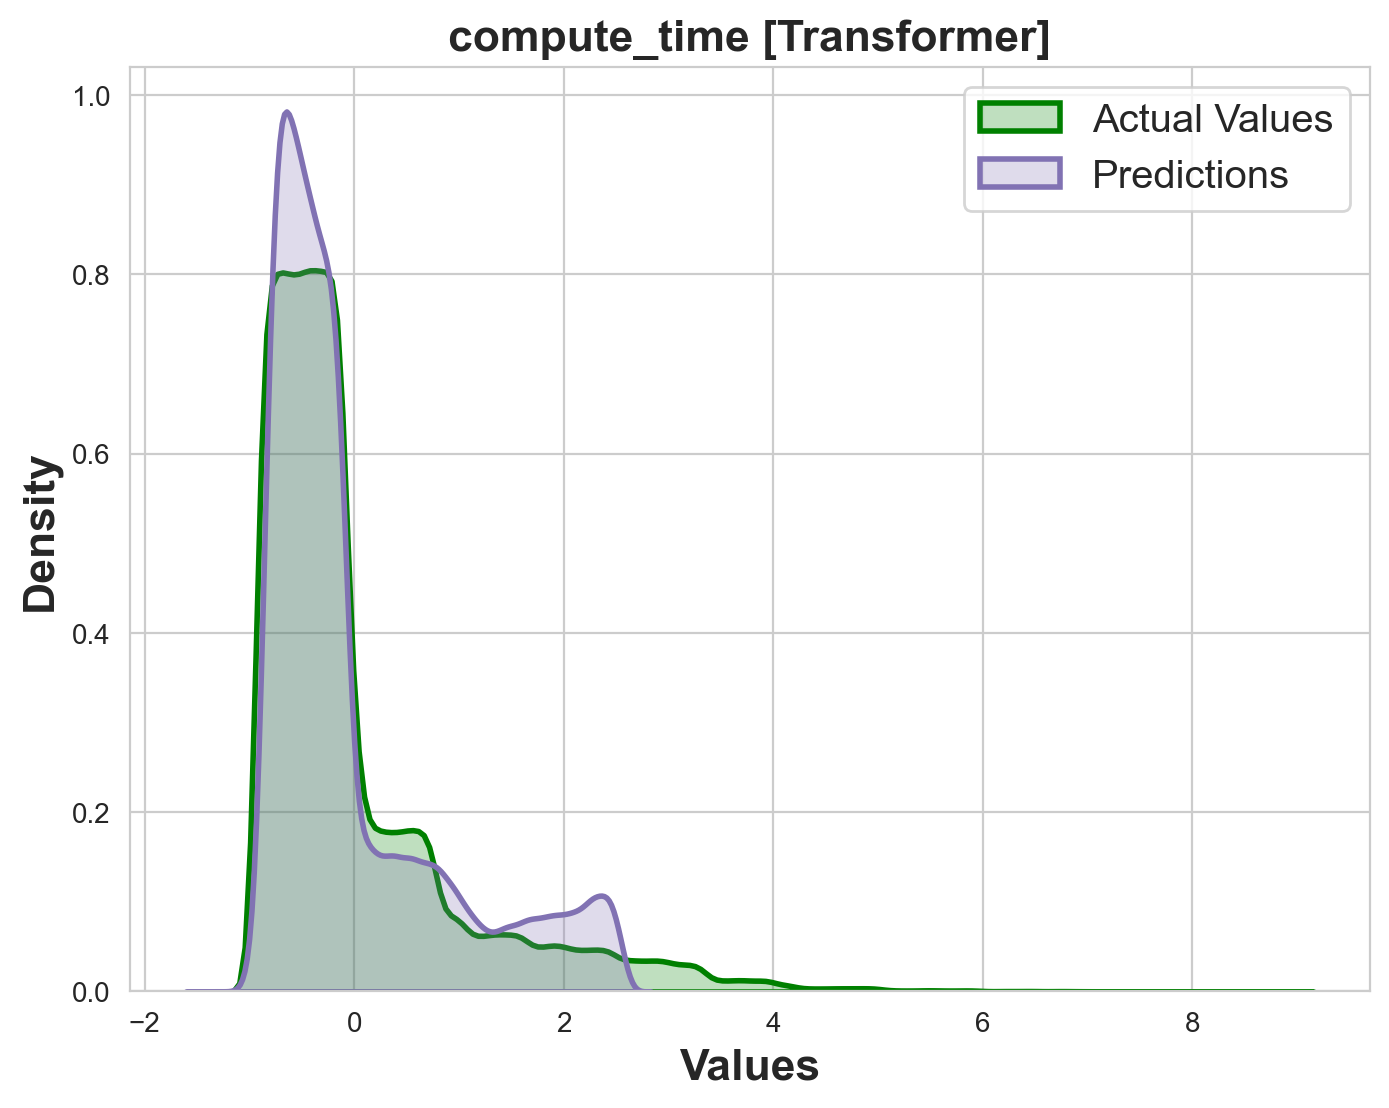 compute_time [Transformer]
Actual Values
Predictions
1.0
0.8
0.6
0.4
0.2
0.0
Density
−2 0 2 4 6 8
Values